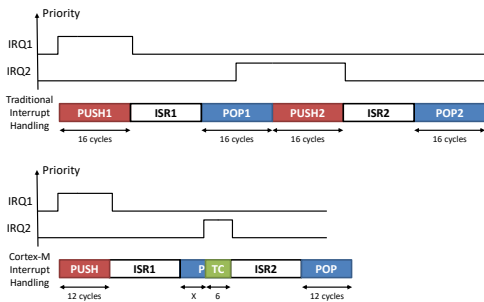 Priority
IRQ1
IRQ2
Traditional
Interrupt
Handling
PUSH1 ISR1 POP1 PUSH2 ISR2 POP2
16 cycles 16 cycles 16 cycles 16 cycles
Priority
IRQ1
IRQ2
Cortex-M
Interrupt
Handling
PUSH ISR1 P TC ISR2 POP
12 cycles X 6 12 cycles